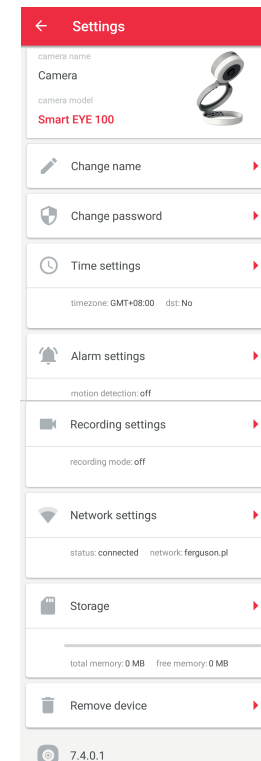 Settings
camera name
Camera
camera model
Smart EYE 100
Change name
Change password
Time settings
timezone: GMT+08:00 dst: No
Alarm settings
motion detection: off
Recording settings
recording mode: off
Network settings
status: connected network: ferguson.pl
Storage
total memory: 0 MB free memory: 0 MB
Remove device
7.4.0.1